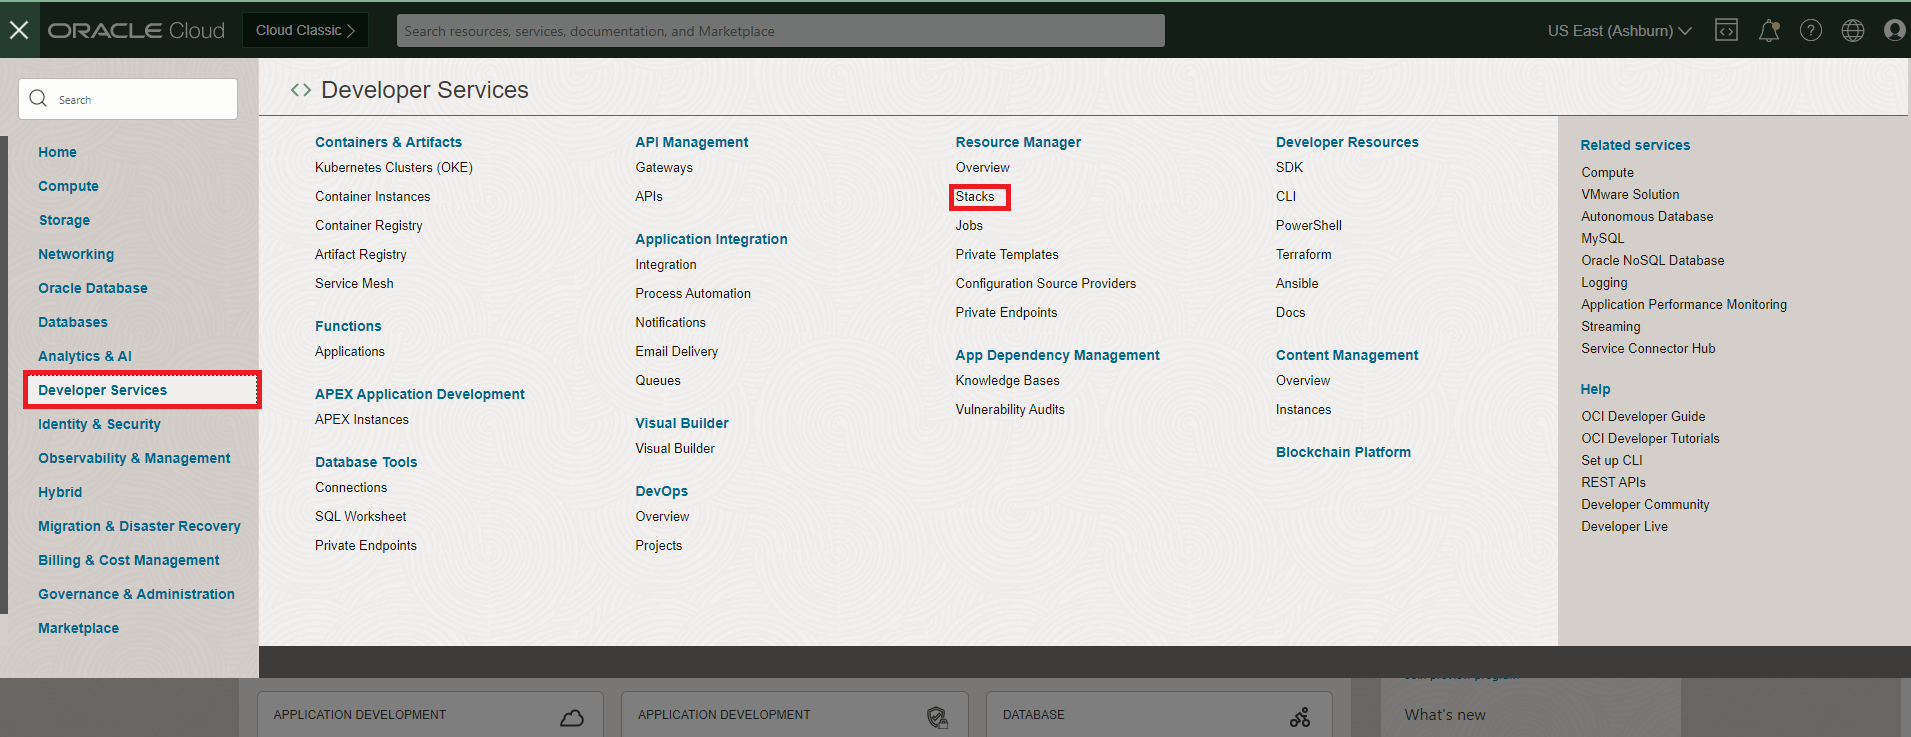 ORACLE Cloud
Cloud Classic
Search resources, services, documentation, and Marketplace
US East (Ashburn)
Search
Home
Compute
Storage
Networking
Oracle Database
Databases
Analytics & AI
Developer Services
Identity & Security
Observability & Management
Hybrid
Migration & Disaster Recovery
Billing & Cost Management
Governance & Administration
Marketplace
Developer Services
Containers & Artifacts
Kubernetes Clusters (OKE)
Container Instances
Container Registry
Artifact Registry
Service Mesh
Functions
Applications
APEX Application Development
APEX Instances
Database Tools
Connections
SQL Worksheet
Private Endpoints
API Management
Gateways
APIs
Application Integration
Integration
Process Automation
Notifications
Email Delivery
Queues
Visual Builder
Visual Builder
DevOps
Overview
Projects
Resource Manager
Overview
Stacks
Jobs
Private Templates
Configuration Source Providers
Private Endpoints
App Dependency Management
Knowledge Bases
Vulnerability Audits
Developer Resources
SDK
CLI
PowerShell
Terraform
Ansible
Docs
Content Management
Overview
Instances
Blockchain Platform
Related services
Compute
VMware Solution
Autonomous Database
MySQL
Oracle NoSQL Database
Logging
Application Performance Monitoring
Streaming
Service Connector Hub
Help
OCI Developer Guide
OCI Developer Tutorials
Set up CLI
REST APIs
Developer Community
Developer Live
APPLICATION DEVELOPMENT
APPLICATION DEVELOPMENT
DATABASE
What's new